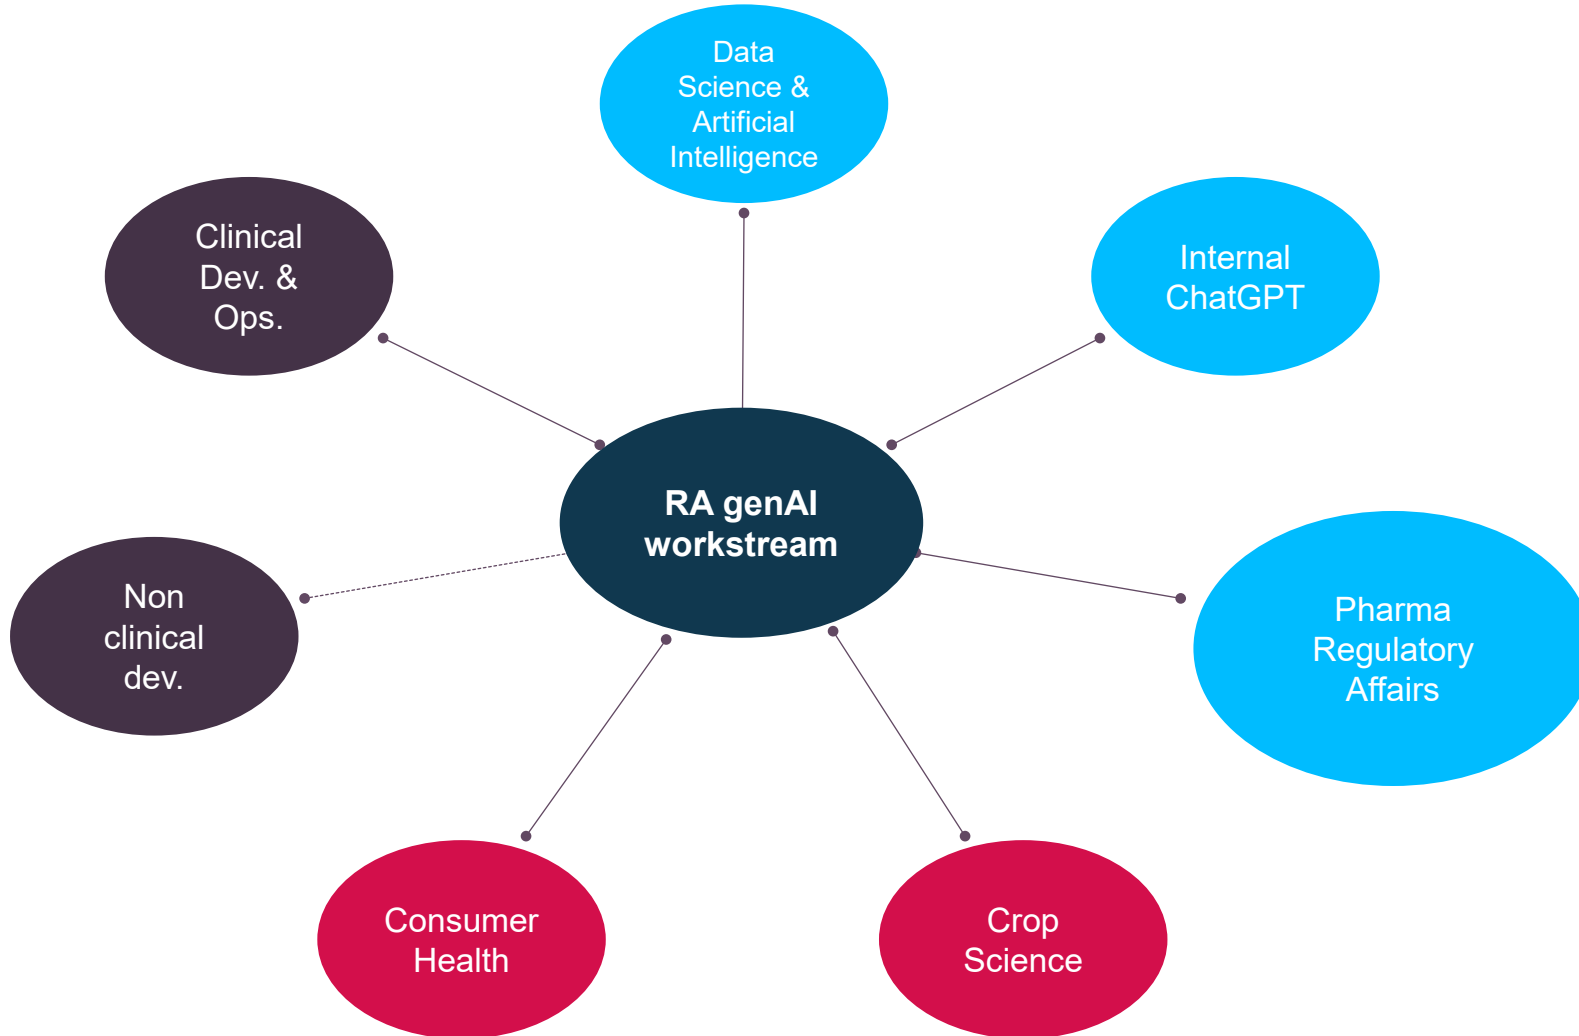 Data
Science &
Artificial
Intelligence
Clinical
Dev. &
Ops.
Internal
ChatGPT
RA genAI
workstream
Non
clinical
dev.
Pharma
Regulatory
Affairs
Consumer
Health
Crop
Science